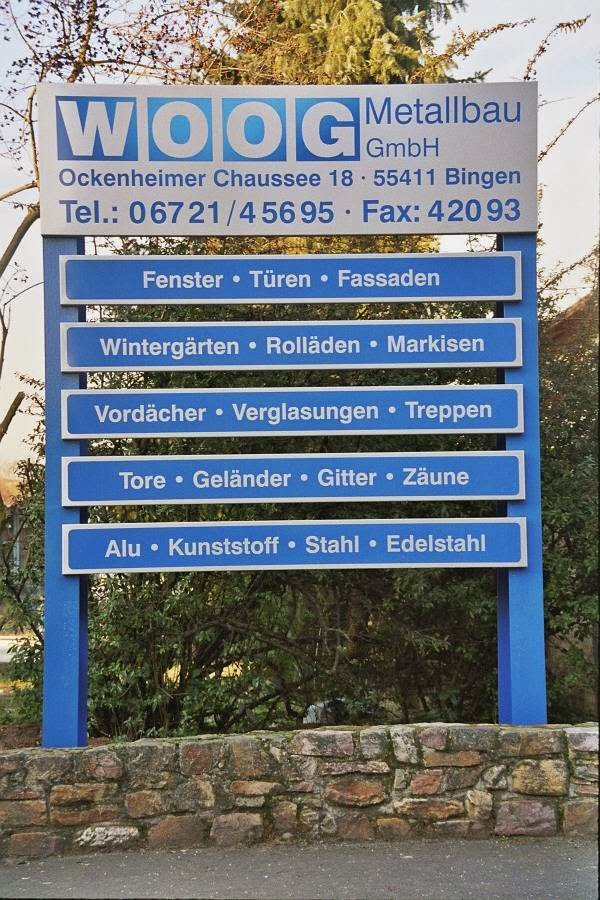 WOOG Metallbau
GmbH
Ockenheimer Chaussee 18 · 55411 Bingen
Tel.: 06721/45695 · Fax: 42093
Fenster • Türen • Fassaden
Wintergärten • Rolläden • Markisen
Vordächer • Verglasungen • Treppen
Tore • Geländer • Gitter • Zäune
Alu • Kunststoff • Stahl • Edelstahl